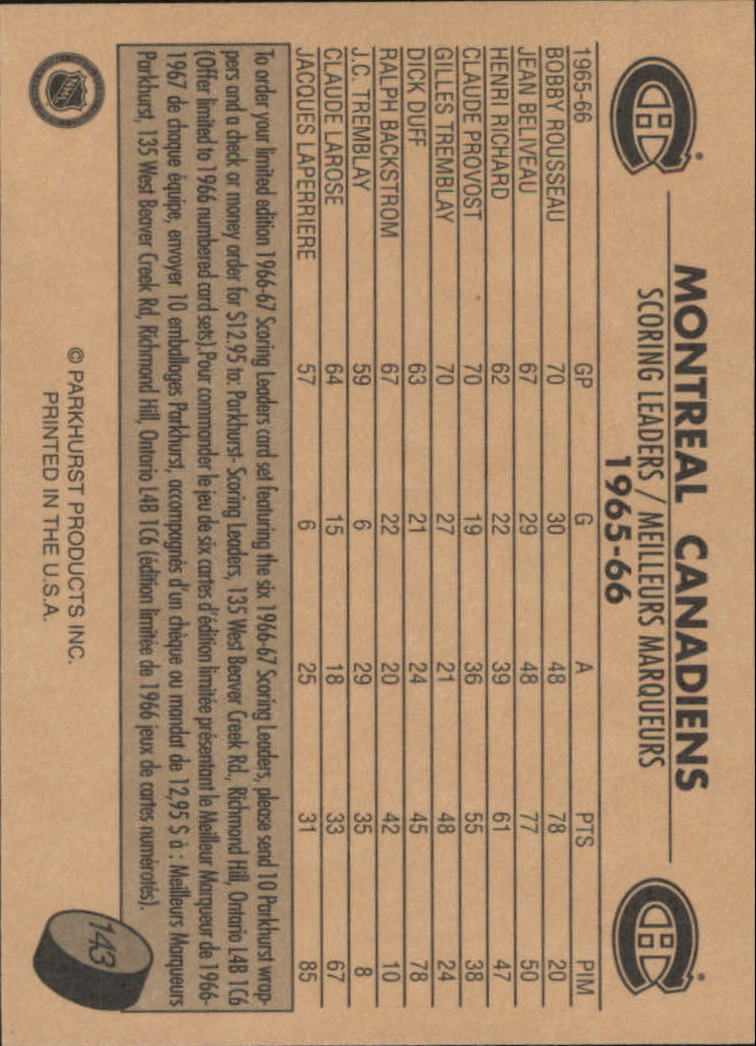 MONTREAL CANADIENS
SCORING LEADERS / MEILLEURS MARQUEURS
1965-66
1965-66 GP G A PTS PIM
BOBBY ROUSSEAU 70 30 48 78 20
JEAN BELIVEAU 67 29 48 77 50
HENRI RICHARD 62 22 39 61 47
CLAUDE PROVOST 70 19 36 55 38
GILLES TREMBLAY 70 27 21 48 24
DICK DUFF 63 21 24 45 78
RALPH BACKSTROM 67 22 20 42 10
J.C. TREMBLAY 59 6 29 35 8
CLAUDE LAROSE 64 15 18 33 67
JACQUES LAPERRIERE 57 6 25 31 85
To order your limited edition 1966-67 Scoring Leaders card set featuring the six 1966-67 Scoring Leaders, please send 10 Parkhurst wrap-
pers and a check or money order for $12.95 to: Parkhurst- Scoring Leaders, 135 West Beaver Creek Rd., Richmond Hill, Ontario L4B 1C6
(Offer limited to 1966 numbered card sets).Pour commander le jeu de six cartes d'édition limitée présentant le Meilleur Marqueur de 1966-
1967 de chaque équipe, envoyer 10 emballages Parkhurst, accompagnés d'un chèque ou mandat de 12,95 S à : Meilleurs Marqueurs
Parkhurst, 135 West Beaver Creek Rd, Richmond Hill, Ontario L4B 1C6 (édition limitée de 1966 jeux de cartes numérotés).
143
NHL
© PARKHURST PRODUCTS INC.
PRINTED IN THE U.S.A.